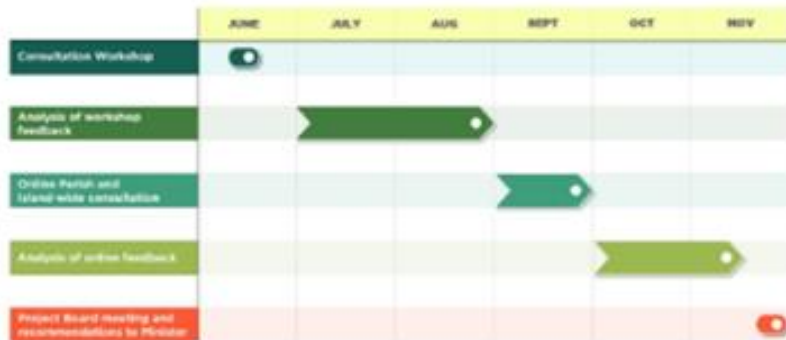 JUNE JULY AUG SEPT OCT NOV
Consultation Workshop
Analysis of workshop
feedback
Online Parish and
Island-wide consultation
Analysis of online feedback
Project Board meeting and
recommendations to Minister